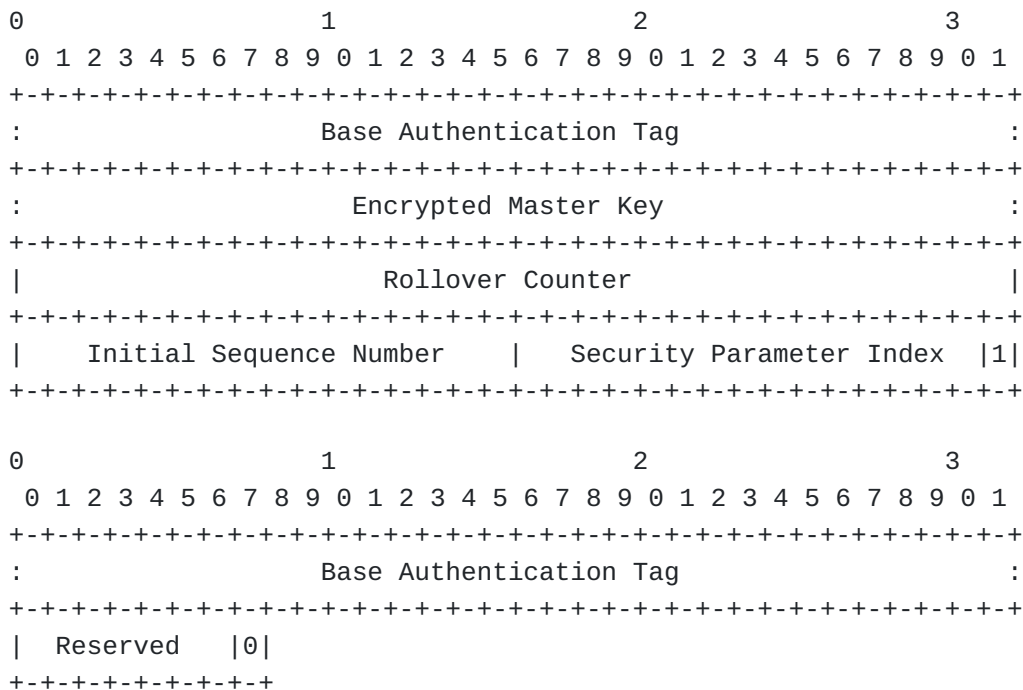 0                   1                   2                   3
 0 1 2 3 4 5 6 7 8 9 0 1 2 3 4 5 6 7 8 9 0 1 2 3 4 5 6 7 8 9 0 1
+-+-+-+-+-+-+-+-+-+-+-+-+-+-+-+-+-+-+-+-+-+-+-+-+-+-+-+-+-+-+-+-+
:                   Base Authentication Tag                     :
+-+-+-+-+-+-+-+-+-+-+-+-+-+-+-+-+-+-+-+-+-+-+-+-+-+-+-+-+-+-+-+-+
:                     Encrypted Master Key                      :
+-+-+-+-+-+-+-+-+-+-+-+-+-+-+-+-+-+-+-+-+-+-+-+-+-+-+-+-+-+-+-+-+
|                       Rollover Counter                        |
+-+-+-+-+-+-+-+-+-+-+-+-+-+-+-+-+-+-+-+-+-+-+-+-+-+-+-+-+-+-+-+-+
|    Initial Sequence Number    |   Security Parameter Index  |1|
+-+-+-+-+-+-+-+-+-+-+-+-+-+-+-+-+-+-+-+-+-+-+-+-+-+-+-+-+-+-+-+-+
0                   1                   2                   3
 0 1 2 3 4 5 6 7 8 9 0 1 2 3 4 5 6 7 8 9 0 1 2 3 4 5 6 7 8 9 0 1
+-+-+-+-+-+-+-+-+-+-+-+-+-+-+-+-+-+-+-+-+-+-+-+-+-+-+-+-+-+-+-+-+
:                   Base Authentication Tag                     :
+-+-+-+-+-+-+-+-+-+-+-+-+-+-+-+-+-+-+-+-+-+-+-+-+-+-+-+-+-+-+-+-+
|  Reserved   |0|
+-+-+-+-+-+-+-+-+